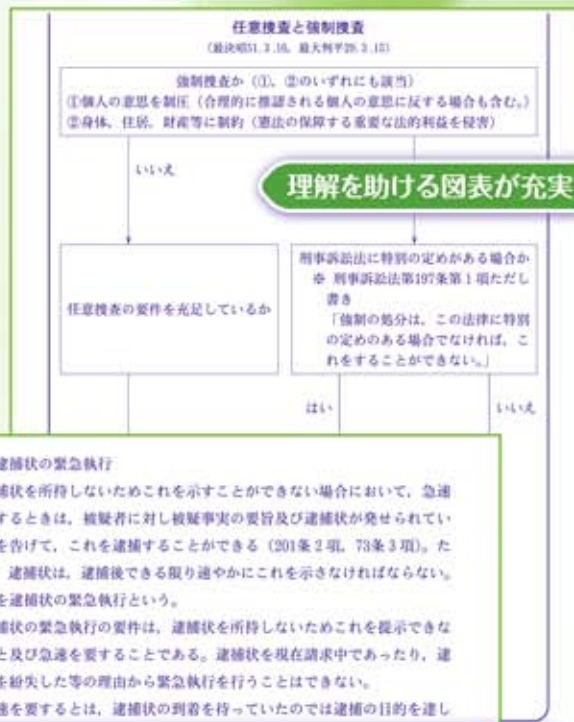 任意捜査と強制捜査
（最決昭51.3.16，最大判平29.3.15）
強制捜査か（①，②のいずれにも該当）
①個人の意思を制圧（合理的に推認される個人の意思に反する場合も含む。）
②身体，住居，財産等に制約（憲法の保障する重要な法的利益を侵害）
いいえ
理解を助ける図表が充実
任意捜査の要件を充足しているか
刑事訴訟法に特別の定めがある場合か
※ 刑事訴訟法第197条第1項ただし
書き
「強制の処分は，この法律に特別
の定めのある場合でなければ，こ
れをすることができない。」
はい
いいえ
逮捕状の緊急執行
捕状を所持しないためこれを示すことができない場合において，急速
するときは，被疑者に対し被疑事実の要旨及び逮捕状が発せられてい
を告げて，これを逮捕することができる（201条2項，73条3項）。た
逮捕状は，逮捕後できる限り速やかにこれを示さなければならない。
を逮捕状の緊急執行という。
捕状の緊急執行の要件は，逮捕状を所持しないためこれを提示できな
と及び急速を要することである。逮捕状を現在請求中であったり，逮
を紛失した等の理由から緊急執行を行うことはできない。
速を要するとは，逮捕状の到着を待っていたのでは逮捕の目的を達し